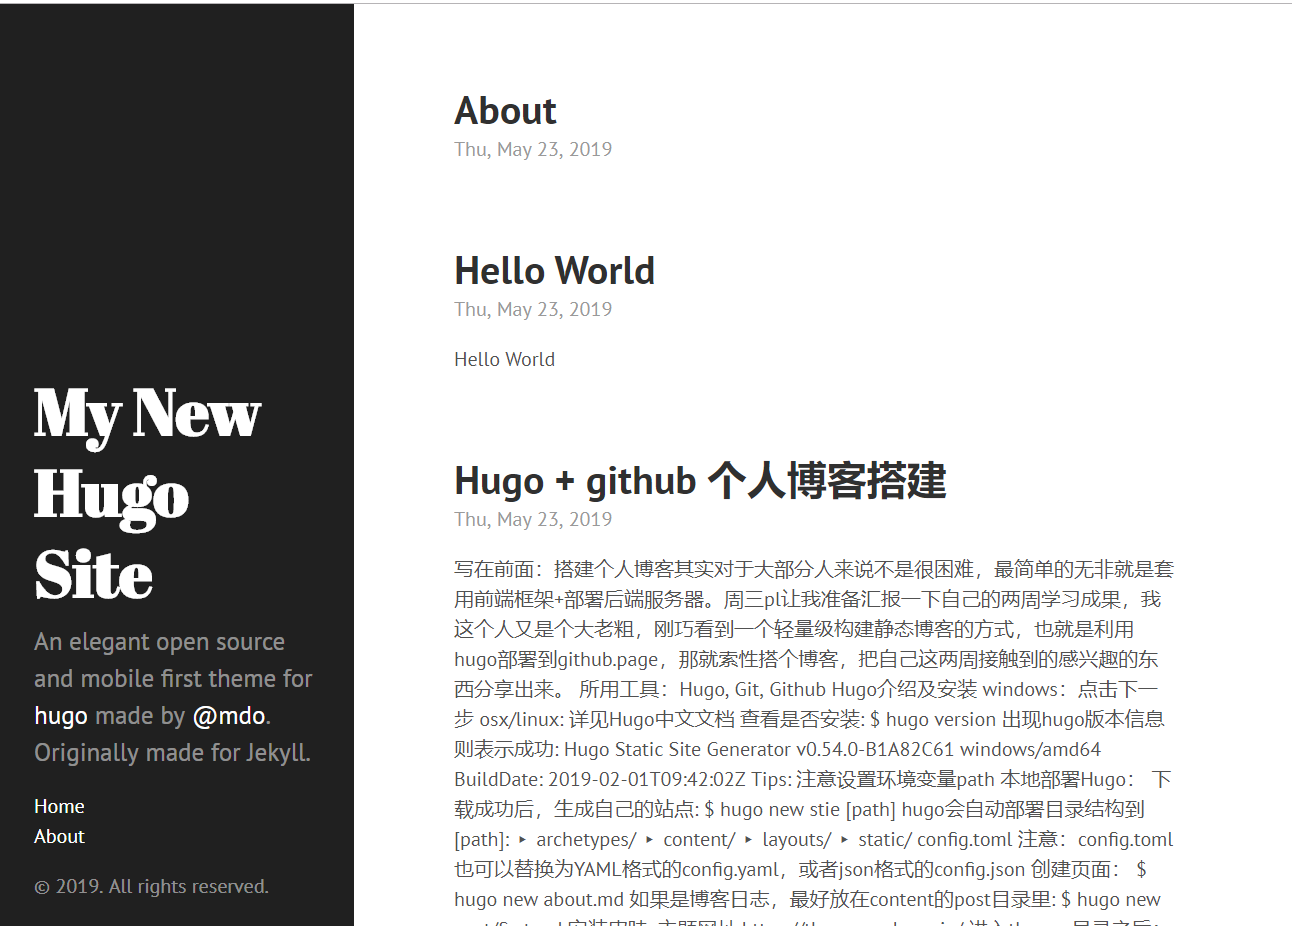 My New
Hugo
Site
An elegant open source
and mobile first theme for
hugo made by @mdo.
Originally made for Jekyll.
Home
About
© 2019. All rights reserved.
About
Thu, May 23, 2019
Hello World
Thu, May 23, 2019
Hello World
Hugo + github 个人博客搭建
Thu, May 23, 2019
写在前面：搭建个人博客其实对于大部分人来说不是很困难，最简单的无非就是套
用前端框架+部署后端服务器。周三pl让我准备汇报一下自己的两周学习成果，我
这个人又是个大老粗，刚巧看到一个轻量级构建静态博客的方式，也就是利用
hugo部署到github.page，那就索性搭个博客，把自己这两周接触到的感兴趣的东
西分享出来。 所用工具：Hugo, Git, Github Hugo介绍及安装 windows：点击下一
步 osx/linux: 详见Hugo中文文档 查看是否安装: $ hugo version 出现hugo版本信息
则表示成功: Hugo Static Site Generator v0.54.0-B1A82C61 windows/amd64
BuildDate: 2019-02-01T09:42:02Z Tips: 注意设置环境变量path 本地部署Hugo： 下
载成功后，生成自己的站点: $ hugo new stie [path] hugo会自动部署目录结构到
[path]: ▸ archetypes/ ▸ content/ ▸ layouts/ ▸ static/ config.toml 注意：config.toml
也可以替换为YAML格式的config.yaml，或者json格式的config.json 创建页面： $
hugo new about.md 如果是博客日志，最好放在content的post目录里: $ hugo new